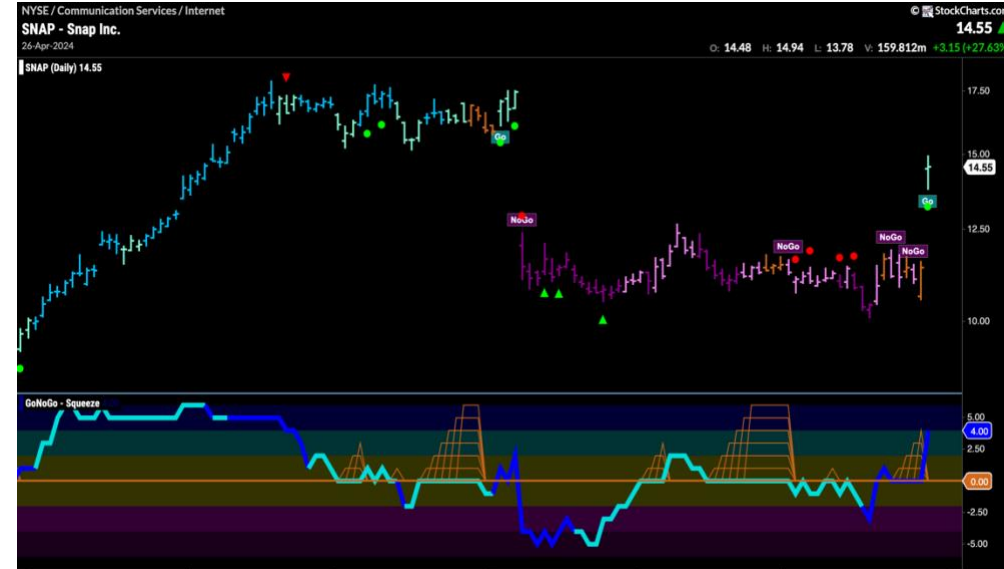 NYSE / Communication Services / Internet
© StockCharts.com
SNAP - Snap Inc.
14.55
26-Apr-2024
O: 14.48 H: 14.94 L: 13.78 V: 159.812m +3.15 (+27.63%
SNAP (Daily) 14.55
17.50
Go
15.00
14.55
Go
NoGo
12.50
NoGo
NoGo
NoGo
10.00
GoNoGo - Squeeze
5.00
4.00
2.50
0.00
-2.50
-5.00